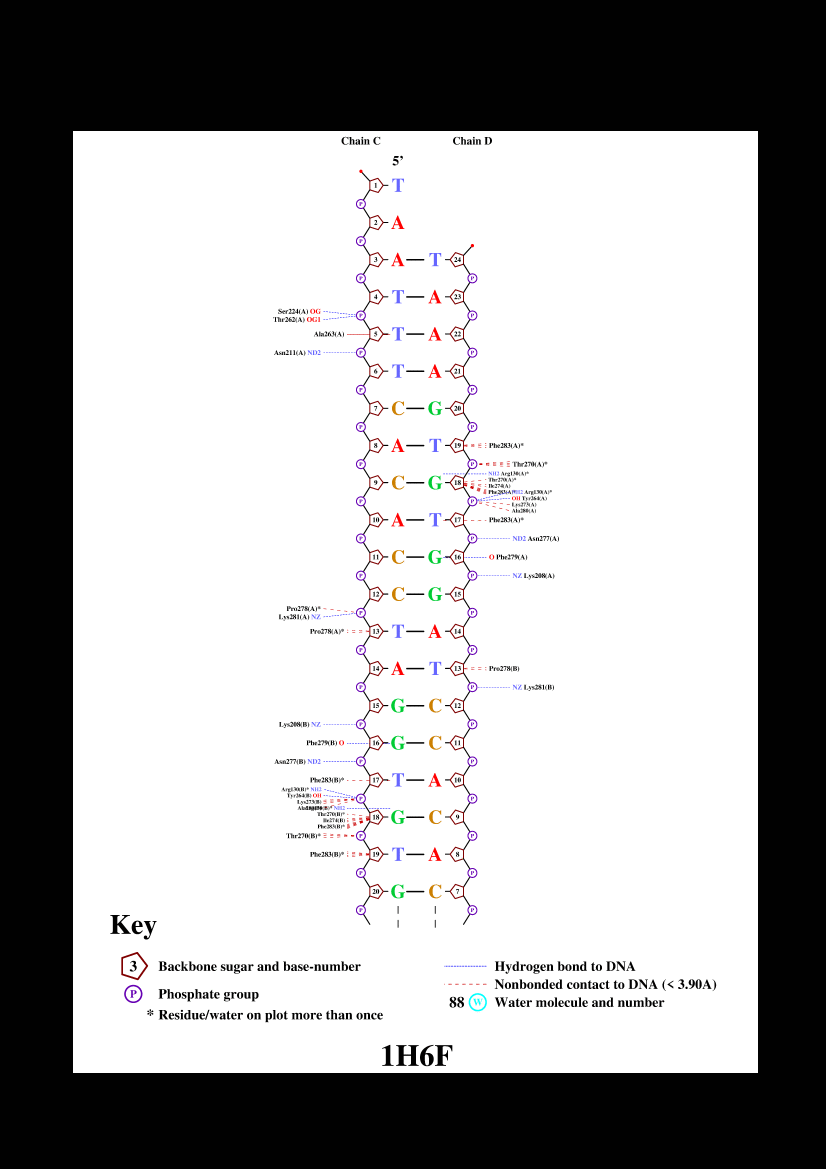 Chain C Chain D
5’
1 T
P
2 A
P
3 A T 24
P P
4 T A 23
Ser224(A) OG P P
Thr262(A) OG1
Ala263(A) 5 T A 22
Asn211(A) ND2 P P
6 T A 21
P P
7 C G 20
P P
8 A T 19 Phe283(A)*
P P Thr270(A)*
NH2 Arg130(A)*
9 C G 18 Thr270(A)*
Ile274(A)
Phe283(A)* NH2 Arg130(A)*
P P OH Tyr264(A)
Lys273(A)
Ala280(A)
10 A T 17 Phe283(A)*
P P ND2 Asn277(A)
11 C G 16 O Phe279(A)
P P NZ Lys208(A)
12 C G 15
Pro278(A)* P P
Lys281(A) NZ
Pro278(A)* 13 T A 14
P P
14 A T 13 Pro278(B)
P P NZ Lys281(B)
15 G C 12
Lys208(B) NZ P P
Phe279(B) O 16 G C 11
Asn277(B) ND2 P P
Phe283(B)* 17 T A 10
Arg130(B)* NH2
Tyr264(B) OH P P
Lys273(B)
NH2
Thr270(B)* 18 G C 9
Ile274(B)
Phe283(B)*
Thr270(B)* P P
Phe283(B)* 19 T A 8
P P
20 G C 7
P P
Key
3 Backbone sugar and base-number
P Phosphate group
* Residue/water on plot more than once
Hydrogen bond to DNA
Nonbonded contact to DNA (< 3.90A)
88 W Water molecule and number
1H6F